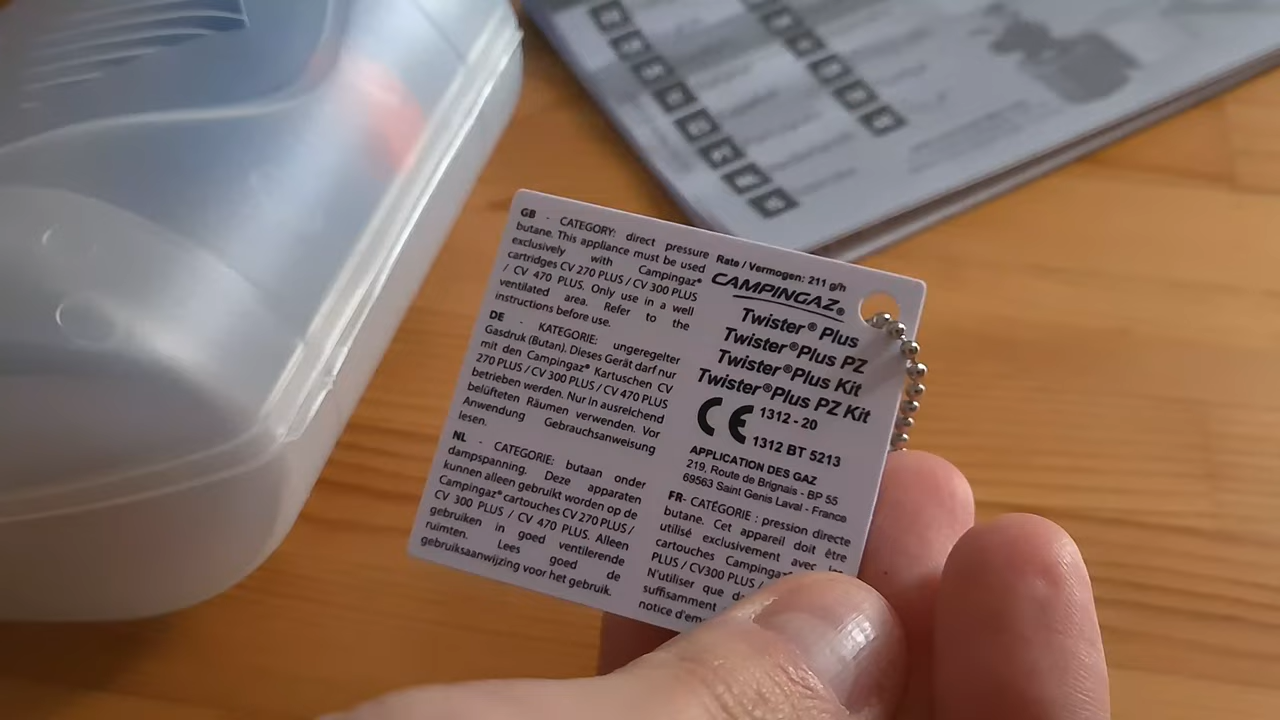 GB - CATEGORY: direct pressure
butane. This appliance must be used
exclusively with Campingaz®
cartridges CV 270 PLUS / CV 300 PLUS
/ CV 470 PLUS. Only use in a well
ventilated area. Refer to the
instructions before use.
DE - KATEGORIE: ungeregelter
Gasdruk (Butan). Dieses Gerät darf nur
mit den Campingaz® Kartuschen CV
270 PLUS / CV 300 PLUS / CV 470 PLUS
betrieben werden. Nur in ausreichend
belüfteten Räumen verwenden. Vor
Anwendung Gebrauchsanweisung
lesen.
NL - CATEGORIE: butaan onder
dampspanning. Deze apparaten
kunnen alleen gebruikt worden op de
Campingaz® cartouches CV 270 PLUS /
CV 300 PLUS / CV 470 PLUS. Alleen
gebruiken in goed ventilerende
ruimten. Lees goed de
gebruiksaanwijzing voor het gebruik.
Rate / Vermogen: 211 g/h
CAMPINGAZ®
Twister® Plus
Twister®Plus PZ
Twister®Plus Kit
Twister®Plus PZ Kit
CE 1312 - 20
1312 BT 5213
APPLICATION DES GAZ
219, Route de Brignais - BP 55
69563 Saint Genis Laval - France
FR- CATÉGORIE : pression directe
butane. Cet appareil doit être
utilisé exclusivement avec les
cartouches Campingaz®
PLUS / CV300 PLUS /
N'utiliser que
suffisamment
notice